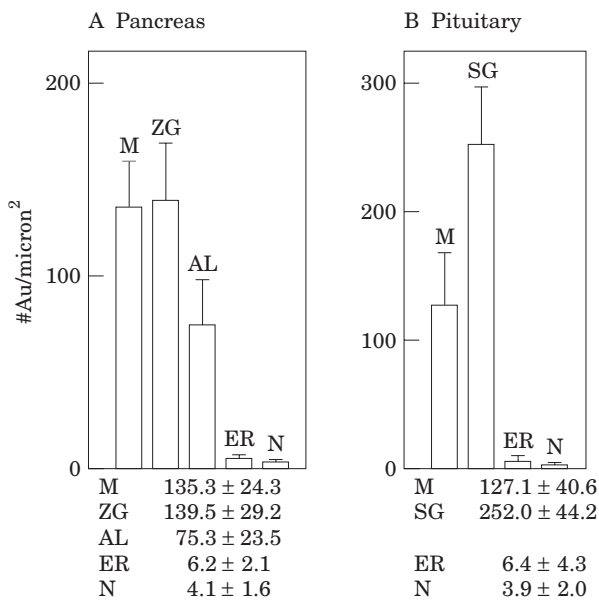 A Pancreas
200
100
0
#Au/micron²
M
ZG
AL
ER
N
M 135.3 ± 24.3
ZG 139.5 ± 29.2
AL 75.3 ± 23.5
ER 6.2 ± 2.1
N 4.1 ± 1.6
B Pituitary
300
200
100
0
M
SG
ER
N
M 127.1 ± 40.6
SG 252.0 ± 44.2
ER 6.4 ± 4.3
N 3.9 ± 2.0